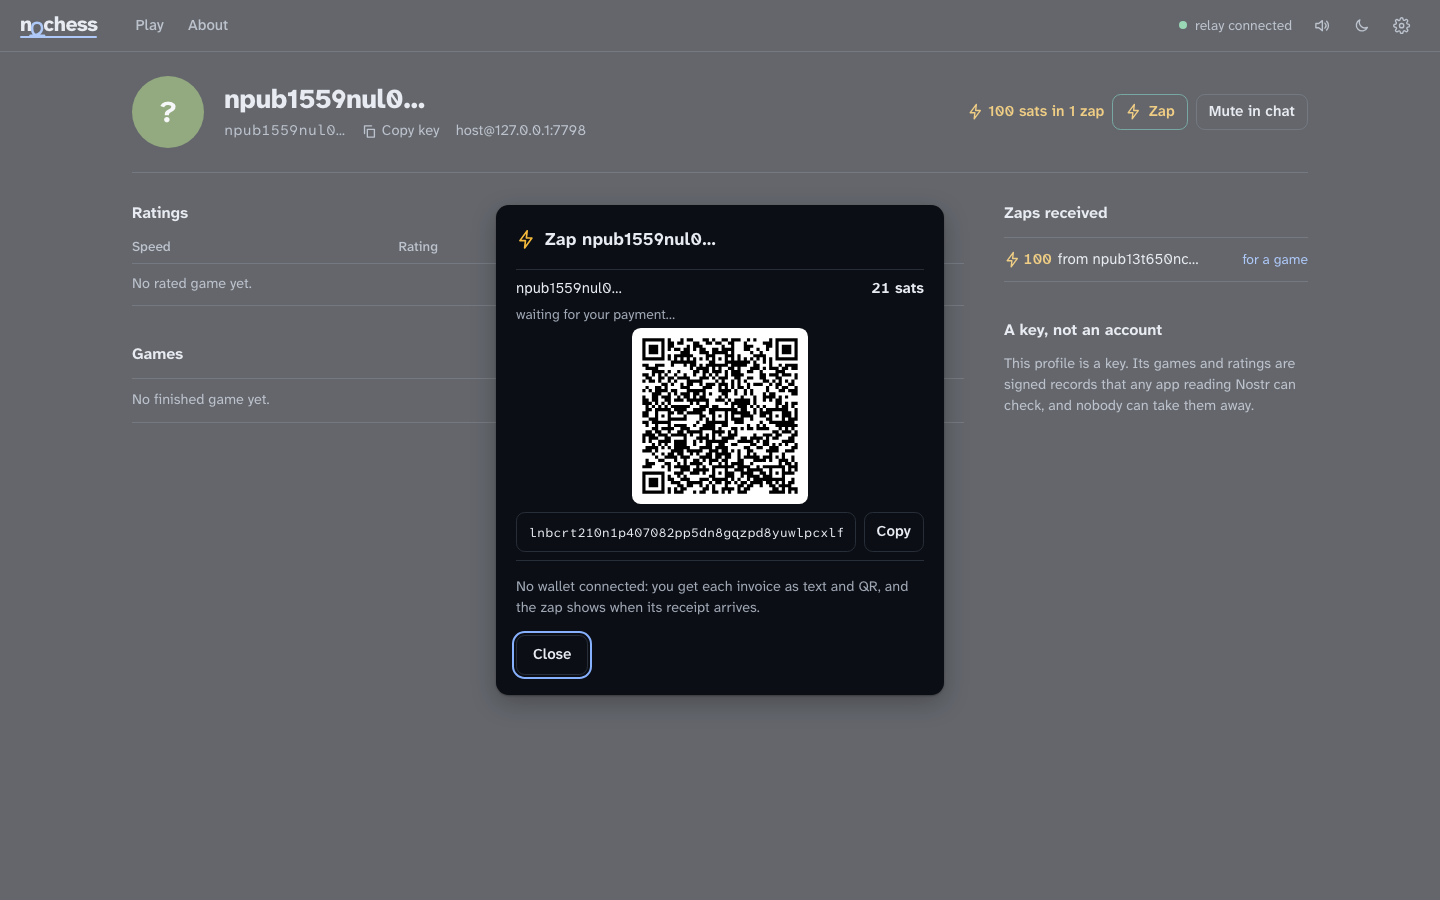 nochess
Play
About
relay connected
?
npub1559nul0...
npub1559nul0...
Copy key
host@127.0.0.1:7798
100 sats in 1 zap
Zap
Mute in chat
Ratings
Speed
Rating
No rated game yet.
Games
No finished game yet.
Zap npub1559nul0...
npub1559nul0...
21 sats
waiting for your payment...
lnbcrt210n1p407082pp5dn8gqzpd8yuwlpcxlf
Copy
No wallet connected: you get each invoice as text and QR, and
the zap shows when its receipt arrives.
Close
Zaps received
100 from npub13t650nc...
for a game
A key, not an account
This profile is a key. Its games and ratings are
signed records that any app reading Nostr can
check, and nobody can take them away.